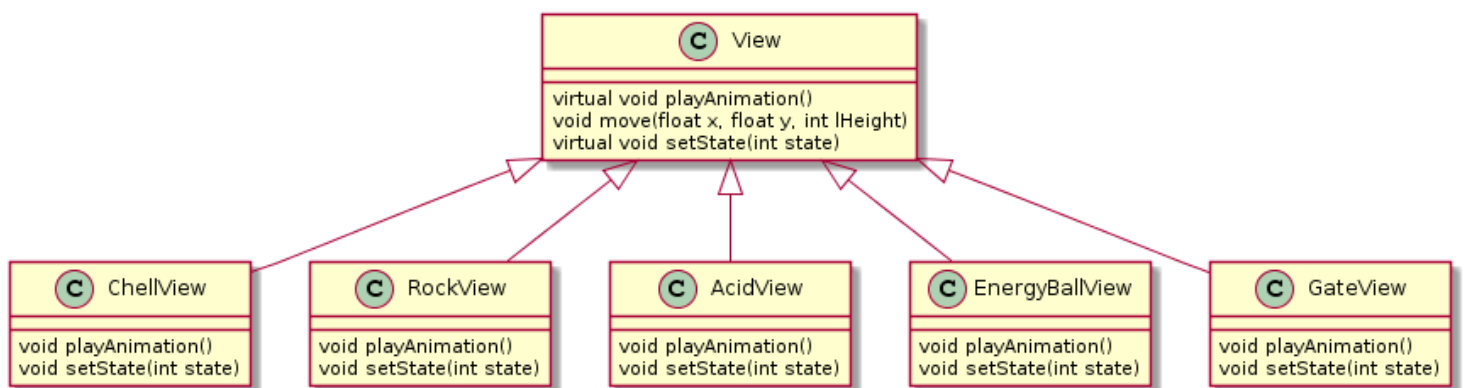 C View
virtual void playAnimation()
void move(float x, float y, int lHeight)
virtual void setState(int state)
C ChellView
void playAnimation()
void setState(int state)
C RockView
void playAnimation()
void setState(int state)
C AcidView
void playAnimation()
void setState(int state)
C EnergyBallView
void playAnimation()
void setState(int state)
C GateView
void playAnimation()
void setState(int state)